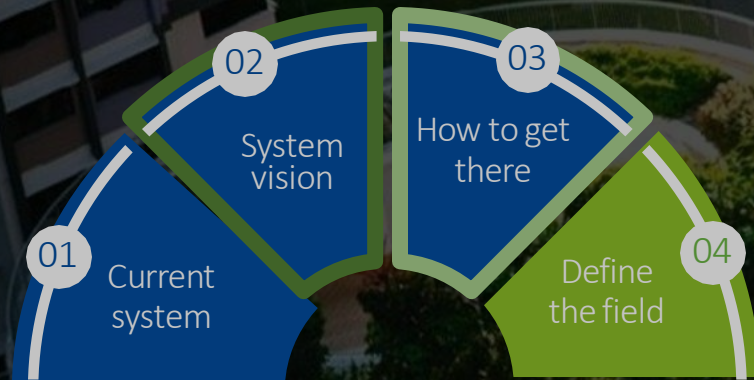 01
Current
system
02
System
vision
03
How to get
there
04
Define
the field